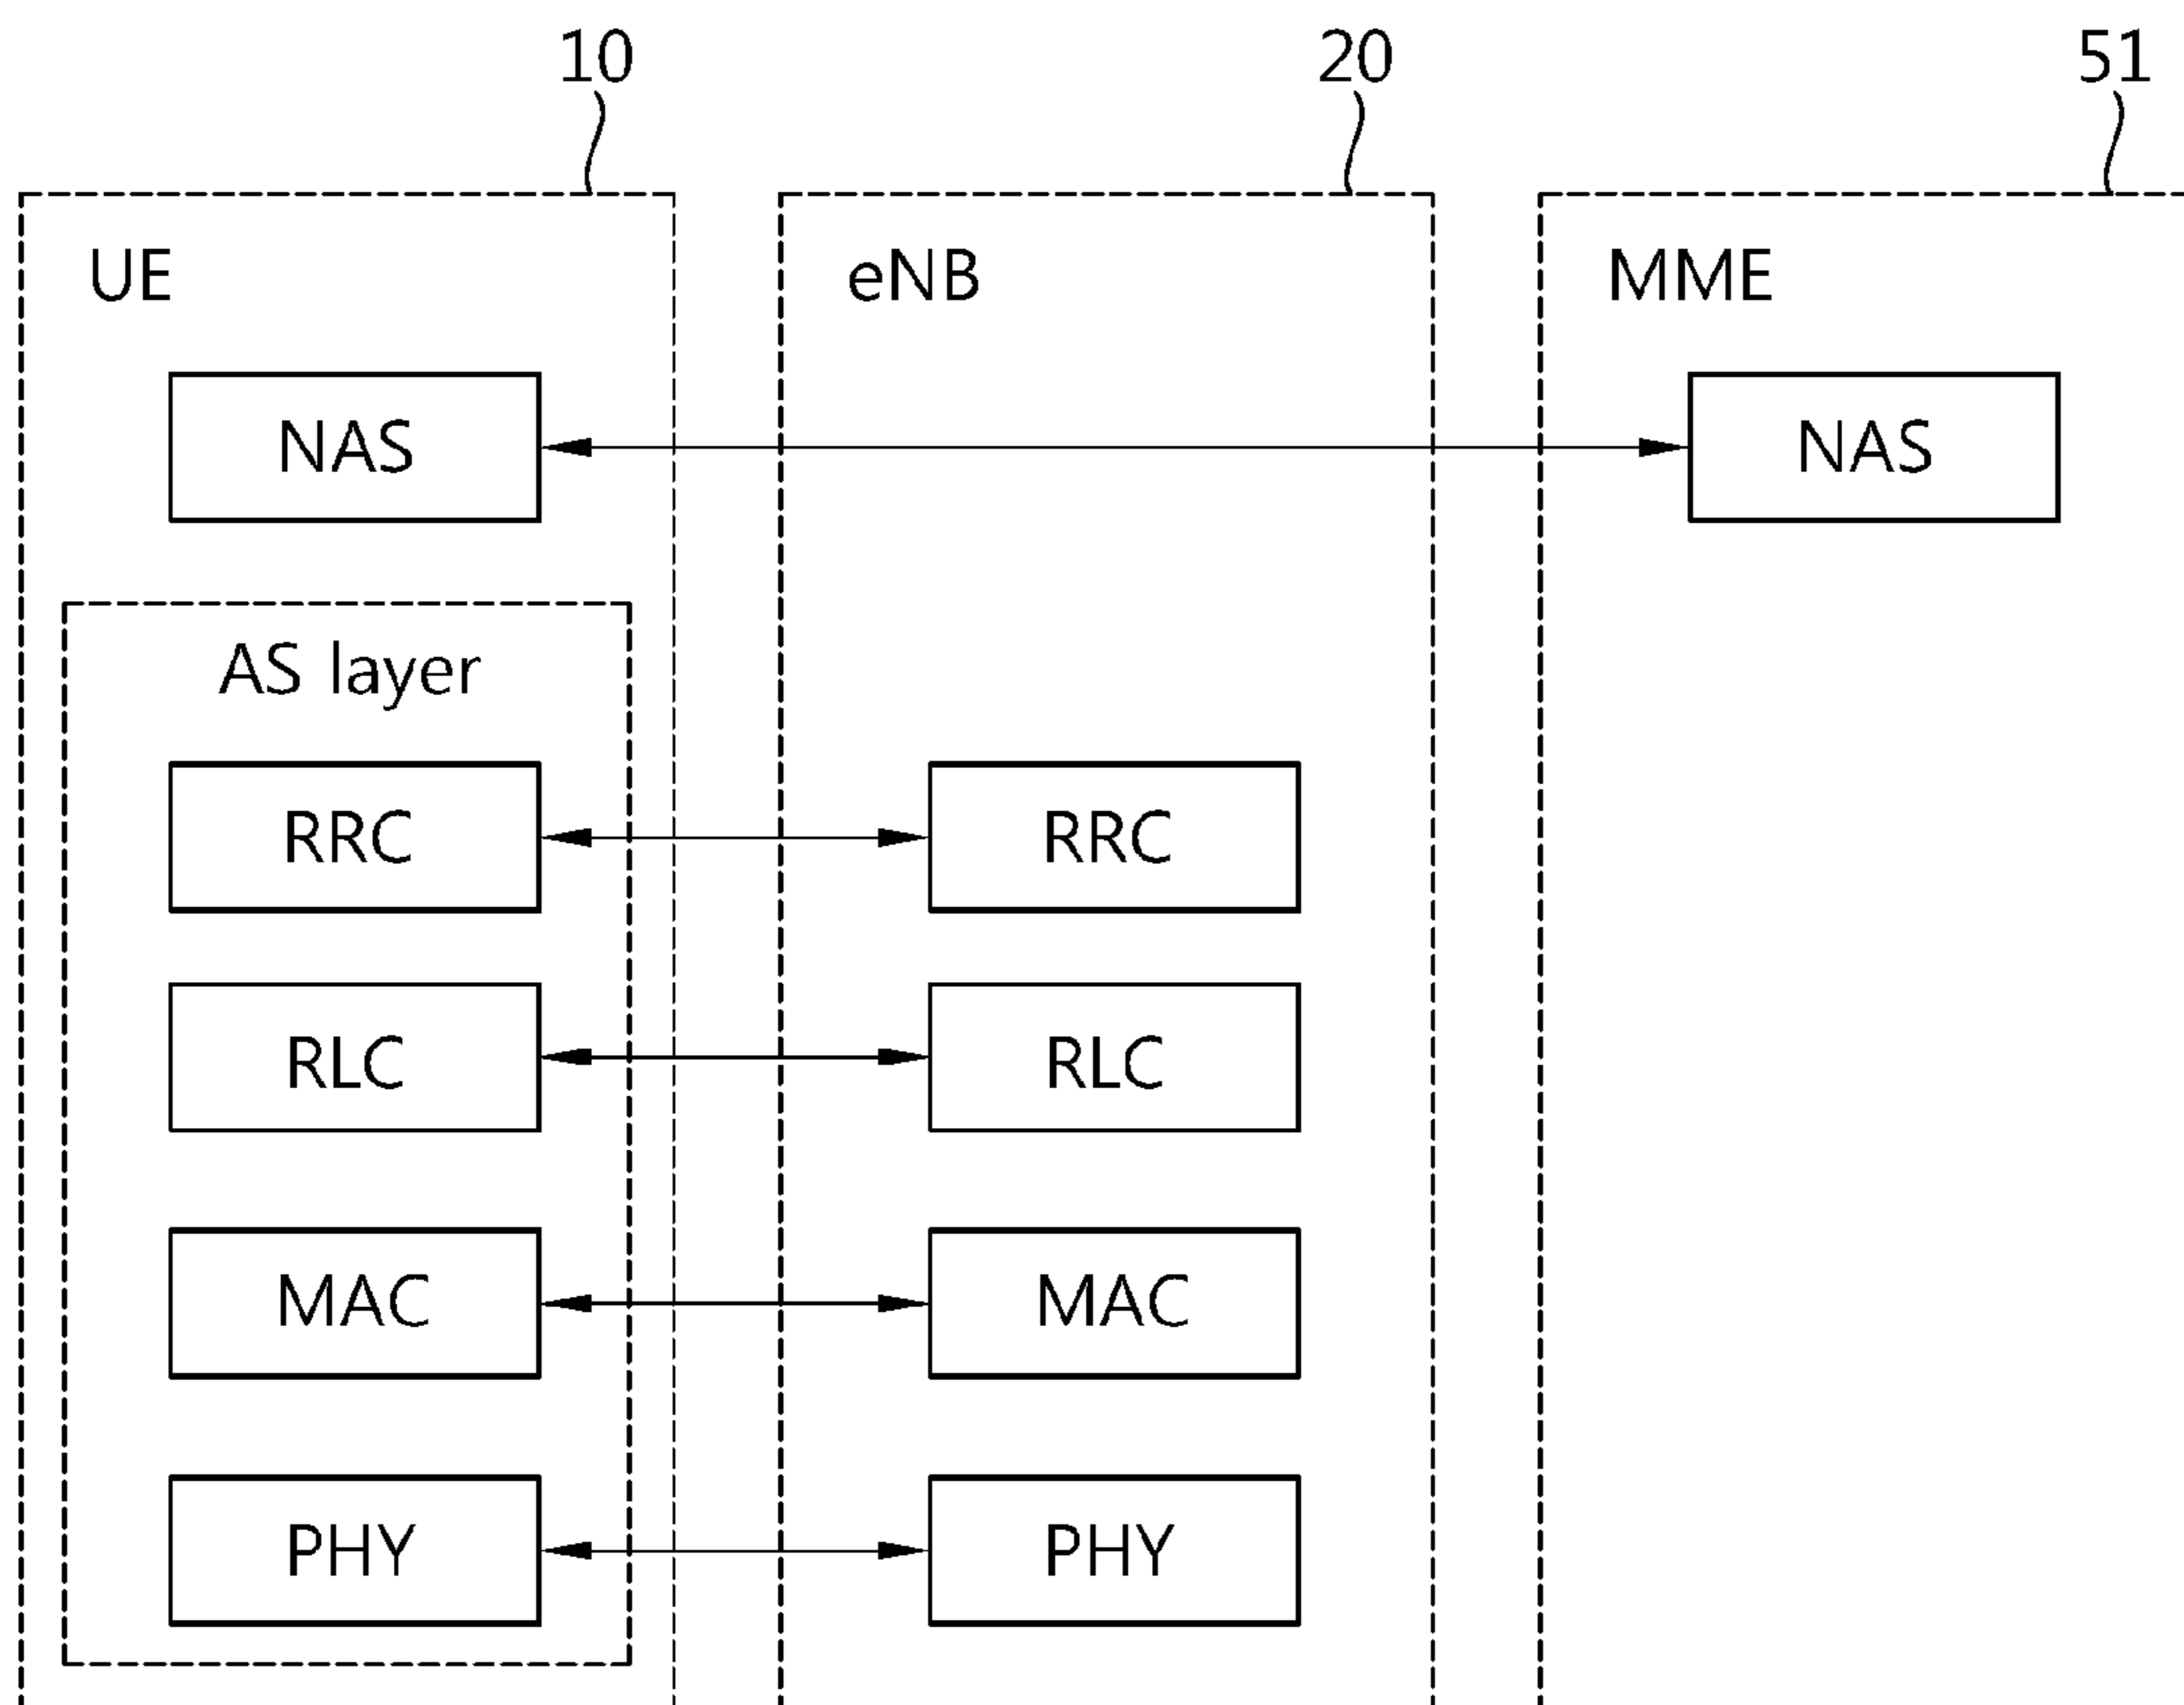 10 20 51
UE eNB MME
NAS NAS
AS layer
RRC RRC
RLC RLC
MAC MAC
PHY PHY